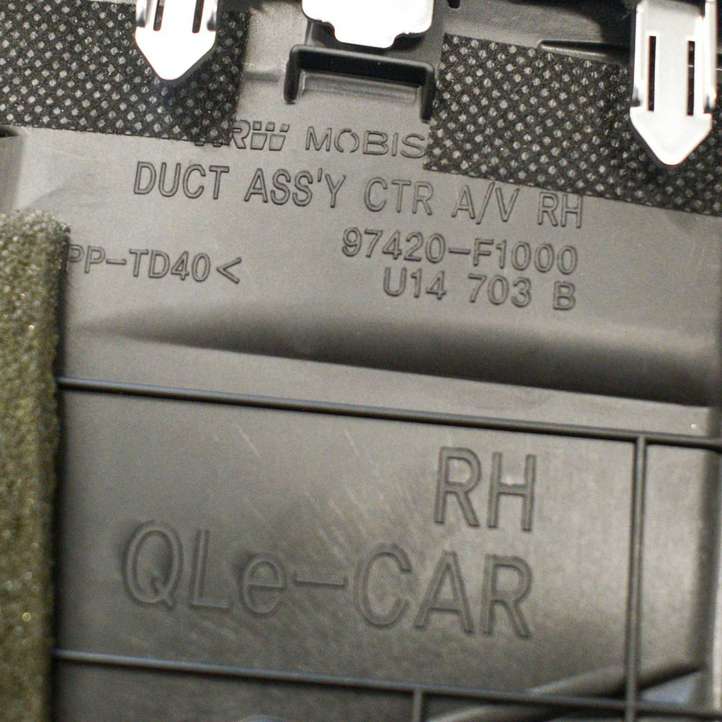 MOBIS
DUCT ASS'Y CTR A/V RH
97420-F1000
PP-TD40<
U14 703 B
RH
QLe-CAR